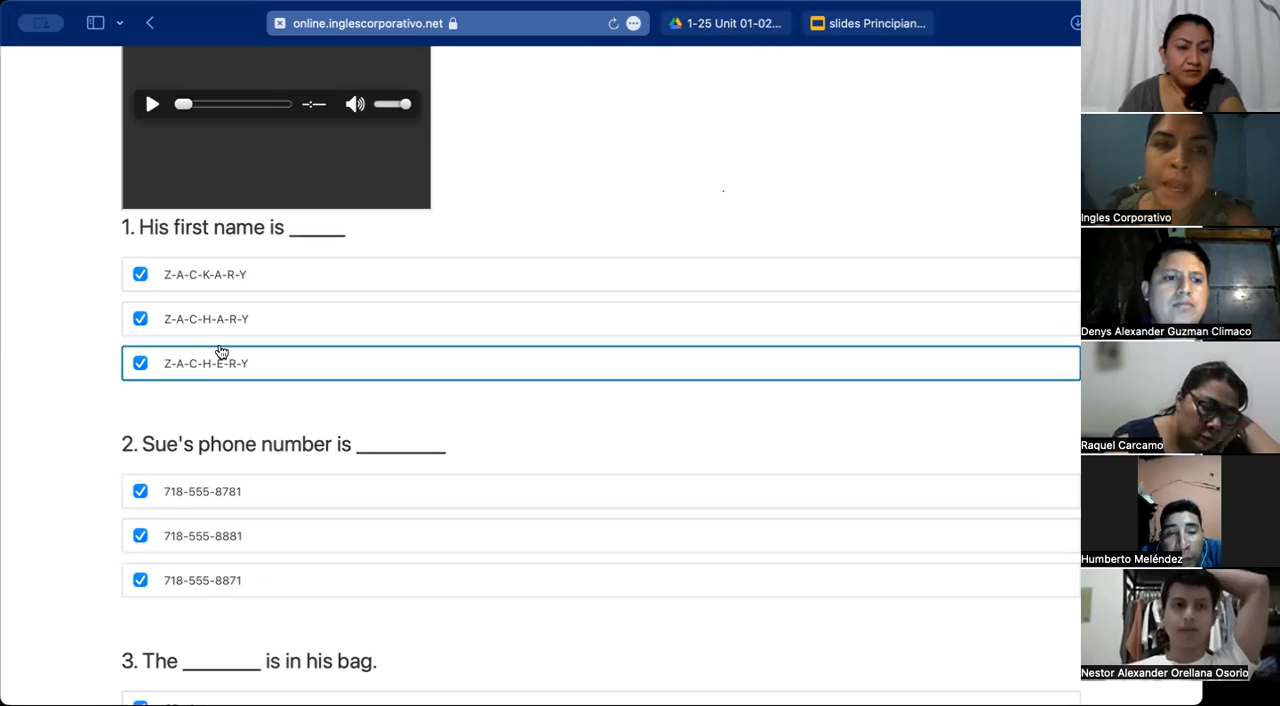 online.inglescorporativo.net
1-25 Unit 01-02...
slides Principian...
1. His first name is ______
Z-A-C-K-A-R-Y
Z-A-C-H-A-R-Y
Z-A-C-H-E-R-Y
2. Sue's phone number is ________
718-555-8781
718-555-8881
718-555-8871
3. The _______ is in his bag.
Ingles Corporativo
Denys Alexander Guzman Climaco
Raquel Carcamo
Humberto Meléndez
Nestor Alexander Orellana Osorio